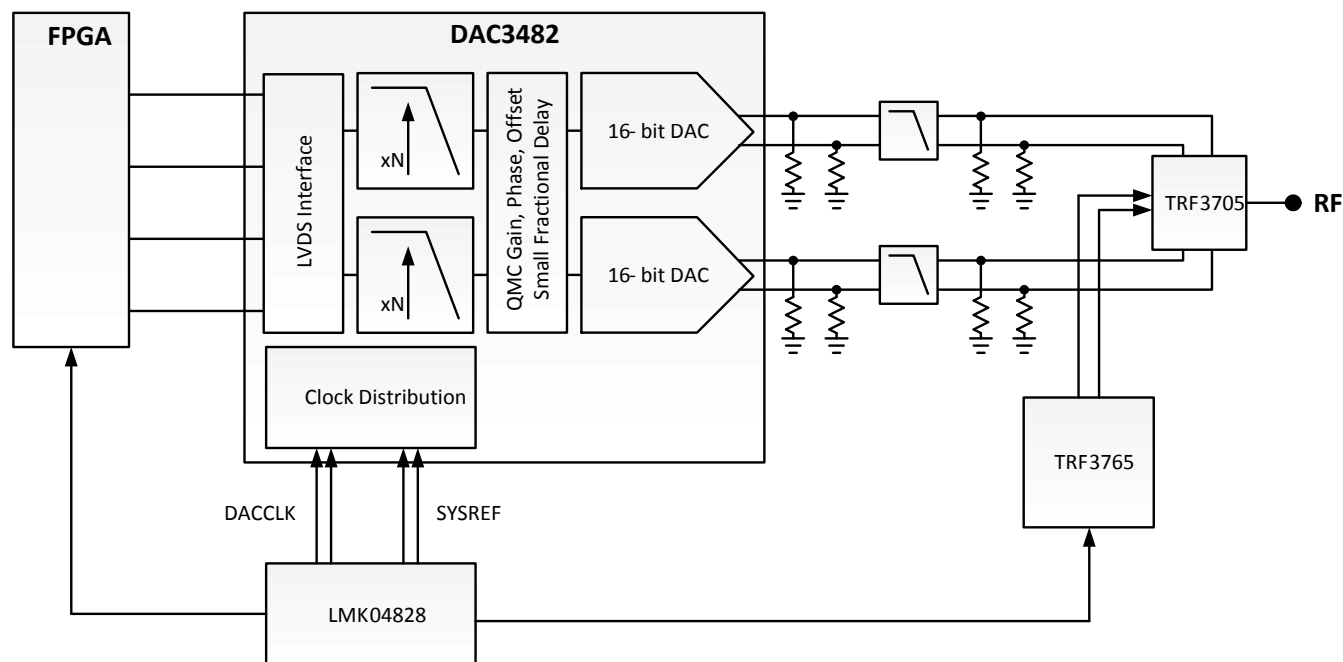 FPGA
DAC3482
LVDS Interface
xN
xN
QMC Gain, Phase, Offset
Small Fractional Delay
16- bit DAC
16- bit DAC
TRF3705
RF
Clock Distribution
TRF3765
DACCLK
SYSREF
LMK04828